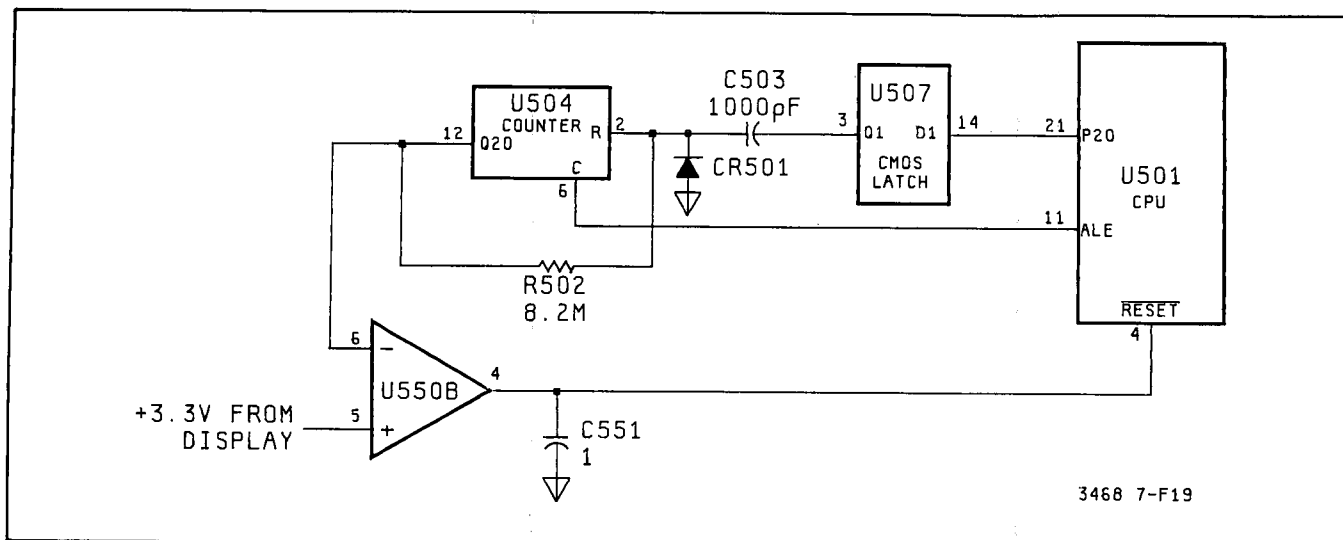 C503
1000pF
U504
COUNTER
12
Q20
R
2
C
6
U507
3
Q1
D1
14
CMOS
LATCH
21
P20
U501
CPU
11
ALE
RESET
4
CR501
R502
8.2M
6
-
U550B
4
5
+
+3.3V FROM
DISPLAY
C551
1
3468 7-F19